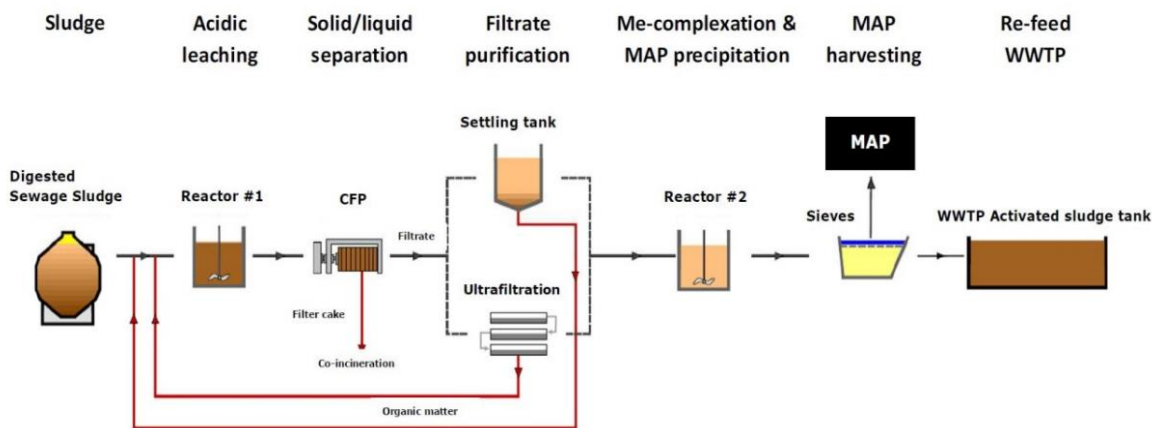 Sludge
Acidic
leaching
Solid/liquid
separation
Filtrate
purification
Me-complexation &
MAP precipitation
MAP
harvesting
Re-feed
WWTP
Settling tank
MAP
Digested
Sewage Sludge
Reactor #1
CFP
Filtrate
Reactor #2
Sieves
WWTP Activated sludge tank
Ultrafiltration
Filter cake
Co-incineration
Organic matter